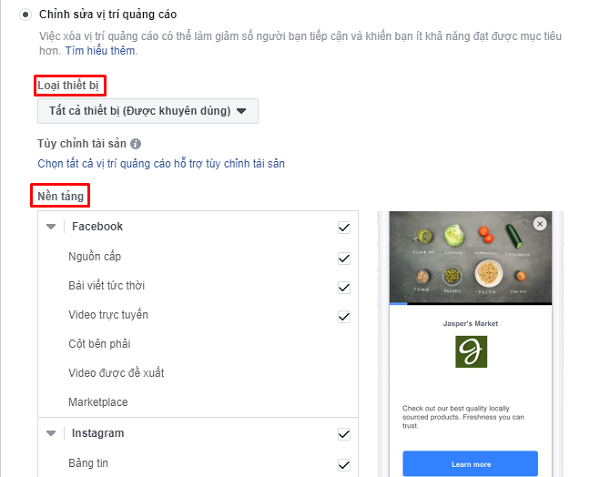 Chỉnh sửa vị trí quảng cáo
Việc xóa vị trí quảng cáo có thể làm giảm số người bạn tiếp cận và khiến bạn ít khả năng đạt được mục tiêu
hơn. Tìm hiểu thêm.
Loại thiết bị
Tất cả thiết bị (Được khuyên dùng)
Tùy chỉnh tài sản
Chọn tất cả vị trí quảng cáo hỗ trợ tùy chỉnh tài sản
Nền tảng
Facebook
Nguồn cấp
Bài viết tức thời
Video trực tuyến
Cột bên phải
Video được đề xuất
Marketplace
Instagram
Bảng tin
Jasper's Market
Check out our best quality locally
sourced products. Freshness you can
trust.
Learn more